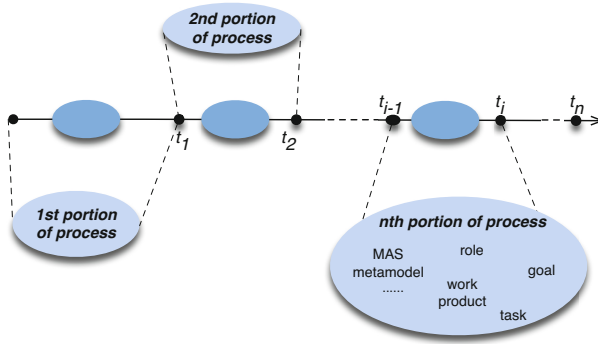 2nd portion
of process
t1
t2
ti-1
ti
tn
1st portion
of process
nth portion of process
MAS
metamodel
......
role
work
product
goal
task